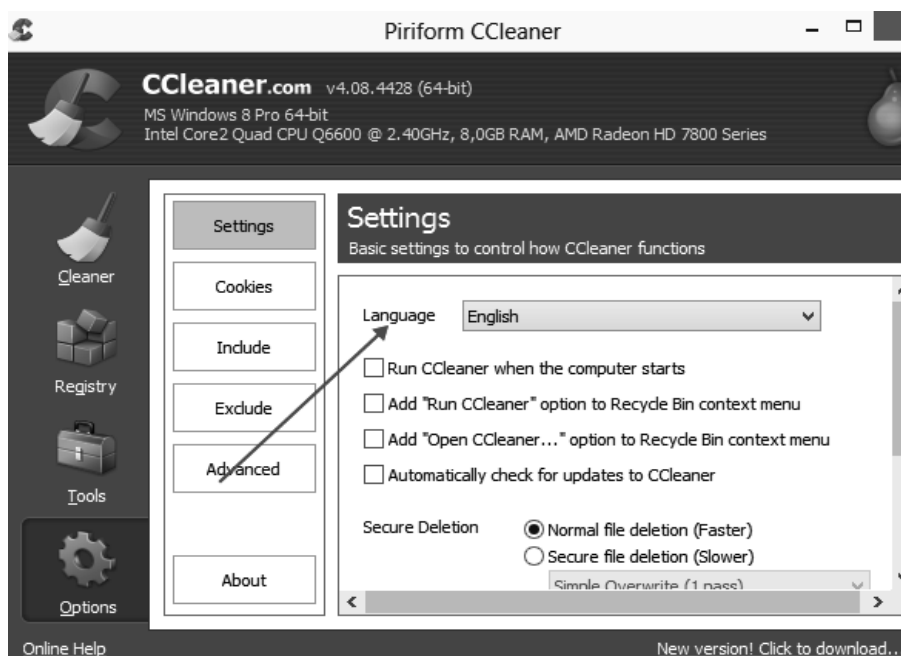 Piriform CCleaner
CCleaner.com v4.08.4428 (64-bit)
MS Windows 8 Pro 64-bit
Intel Core2 Quad CPU Q6600 @ 2.40GHz, 8,0GB RAM, AMD Radeon HD 7800 Series
Cleaner
Registry
Tools
Options
Settings
Cookies
Include
Exclude
Advanced
About
Settings
Basic settings to control how CCleaner functions
Language English
Run CCleaner when the computer starts
Add "Run CCleaner" option to Recycle Bin context menu
Add "Open CCleaner..." option to Recycle Bin context menu
Automatically check for updates to CCleaner
Secure Deletion Normal file deletion (Faster)
Secure file deletion (Slower)
Simple Overwrite (1 pass)
Online Help
New version! Click to download..